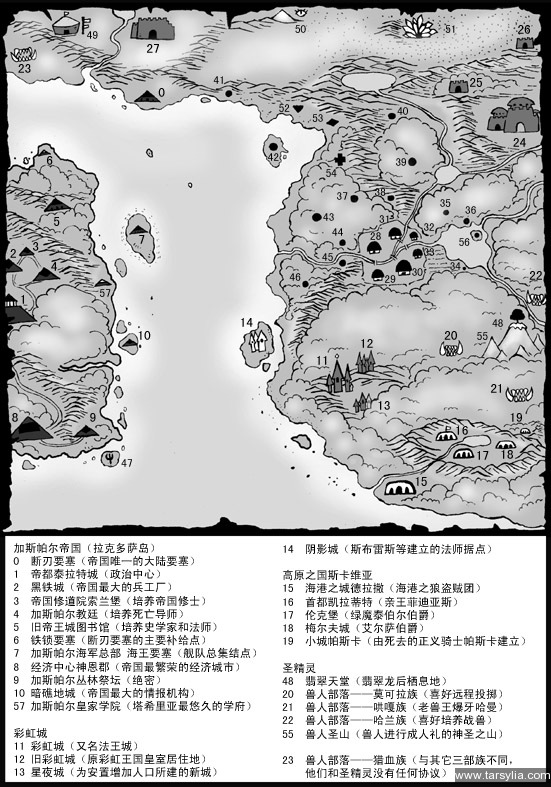 49
27
50
51
26
23
0
41
25
52
53
40
24
42
54
39
6
37
38
5
43
31
35
36
7
44
28
32
56
3
45
33
2
4
46
29
30
34
57
22
1
48
10
14
12
20
55
11
21
13
8
9
19
16
17
18
47
15
加斯帕尔帝国（拉克多萨岛）
0 断刃要塞（帝国唯一的大陆要塞）
1 帝都泰拉特城（政治中心）
2 黑铁城（帝国最大的兵工厂）
3 帝国修道院索兰堡（培养帝国修士）
4 加斯帕尔教廷（培养死亡导师）
5 旧帝王城图书馆（培养史学家和法师）
6 铁锁要塞（断刃要塞的主要补给点）
7 加斯帕尔海军总部 海王要塞（舰队总集结点）
8 经济中心神恩郡（帝国最繁荣的经济城市）
9 加斯帕尔丛林祭坛（绝密）
10 暗礁地城（帝国最大的情报机构）
57 加斯帕尔皇家学院（塔希里亚最悠久的学府）
彩虹城
11 彩虹城（又名法王城）
12 旧彩虹城（原彩虹王国皇室居住地）
13 星夜城（为安置增加人口所建的新城）
14 阴影城（斯布雷斯等建立的法师据点）
高原之国斯卡维亚
15 海港之城德拉撒（海港之狼盗贼团）
16 首都凯拉蒂特（亲王菲迪亚斯）
17 伦克堡（绿魔泰伯尔伯爵）
18 梅尔夫城（艾尔萨伯爵）
19 小城帕斯卡（由死去的正义骑士帕斯卡建立）
圣精灵
48 翡翠天堂（翡翠龙后栖息地）
20 兽人部落——莫可拉族（喜好远程投掷）
21 兽人部落——哄嘎族（老兽王爆牙哈曼）
22 兽人部落——哈兰族（喜好培养战兽）
55 兽人圣山（兽人进行成人礼的神圣之山）
23 兽人部落——猎血族（与其它三部族不同，
他们和圣精灵没有任何协议）
www.tarsylia.com